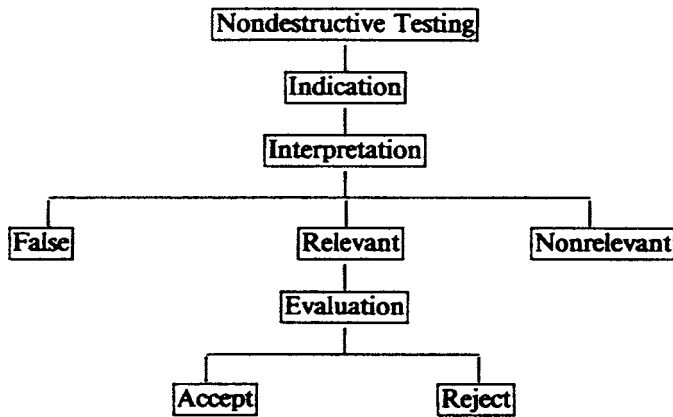 Nondestructive Testing
Indication
Interpretation
False Relevant Nonrelevant
Evaluation
Accept Reject